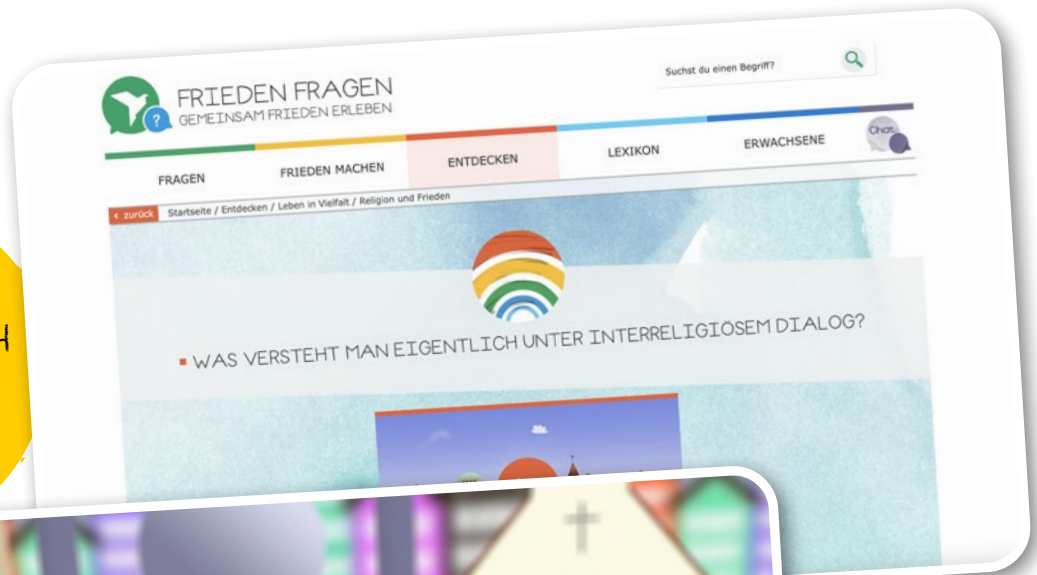 FRIEDEN FRAGEN
GEMEINSAM FRIEDEN ERLEBEN
?
Suchst du einen Begriff?
FRAGEN
FRIEDEN MACHEN
ENTDECKEN
LEXIKON
ERWACHSENE
Chat
< zurück Startseite / Entdecken / Leben in Vielfalt / Religion und Frieden
WAS VERSTEHT MAN EIGENTLICH UNTER INTERRELIGIÖSEM DIALOG?